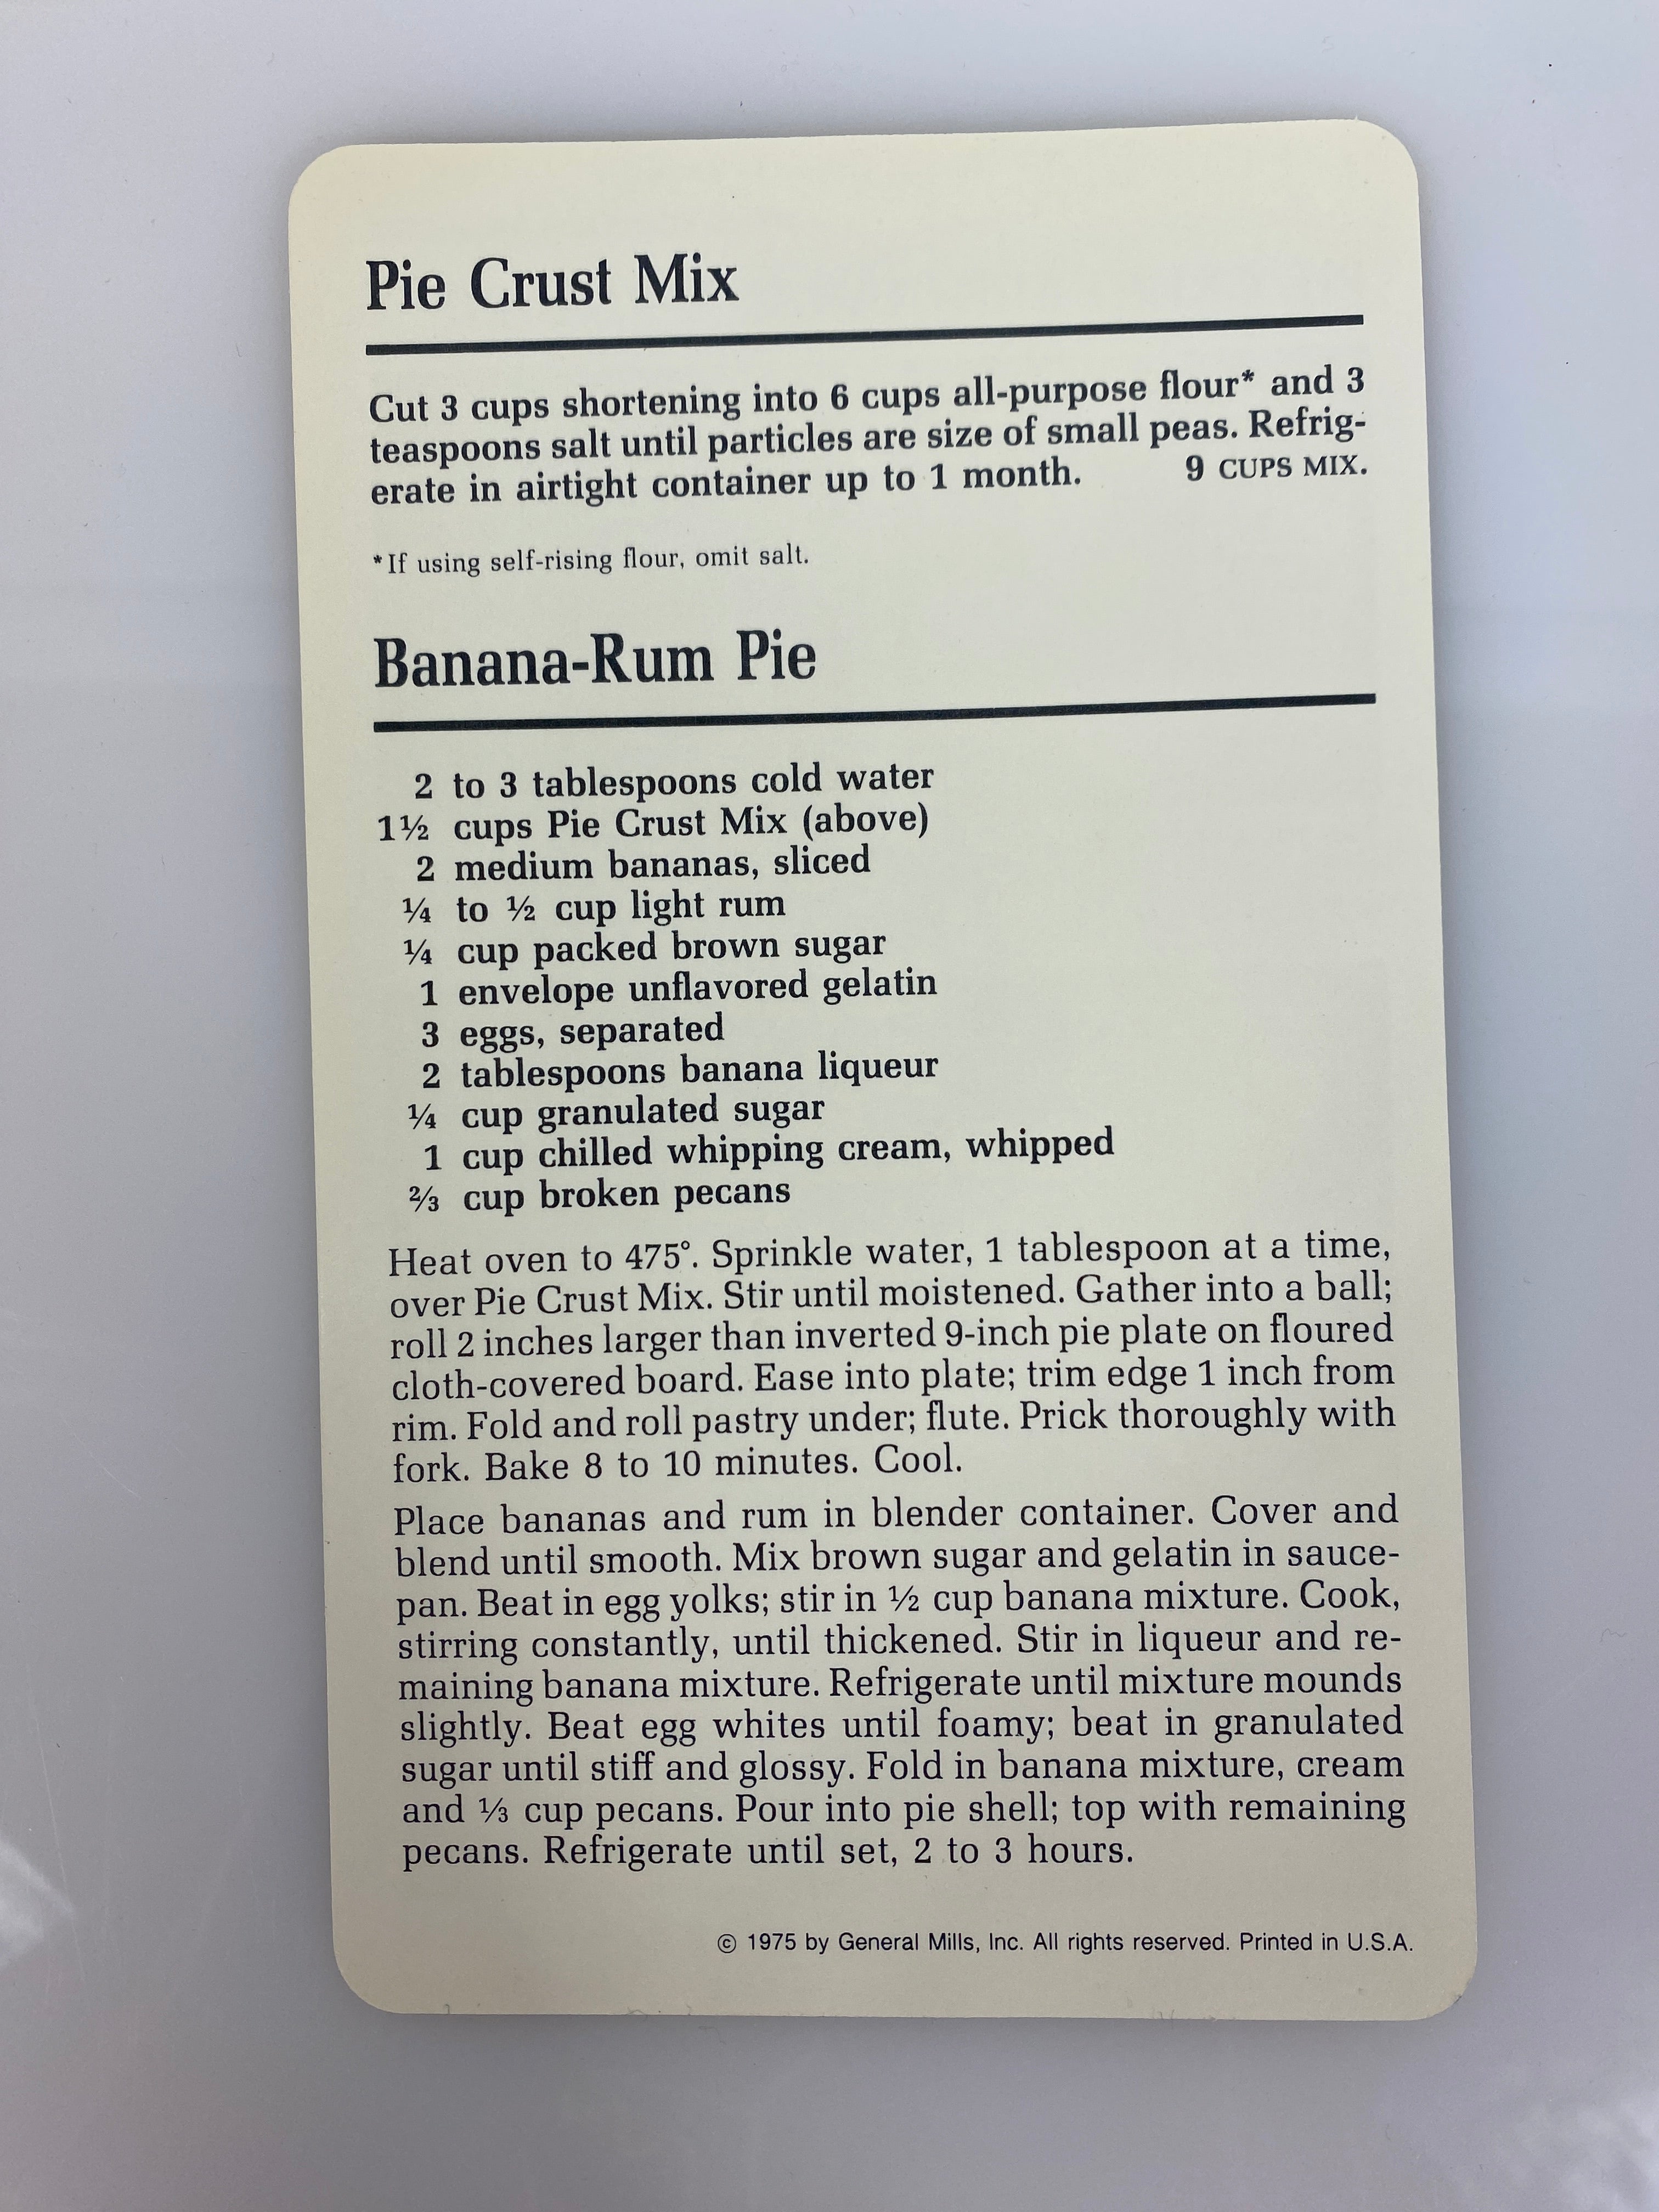 Pie Crust Mix
Cut 3 cups shortening into 6 cups all-purpose flour* and 3
teaspoons salt until particles are size of small peas. Refrig-
erate in airtight container up to 1 month. 9 CUPS MIX.
*If using self-rising flour, omit salt.
Banana-Rum Pie
2 to 3 tablespoons cold water
1½ cups Pie Crust Mix (above)
2 medium bananas, sliced
¼ to ½ cup light rum
¼ cup packed brown sugar
1 envelope unflavored gelatin
3 eggs, separated
2 tablespoons banana liqueur
¼ cup granulated sugar
1 cup chilled whipping cream, whipped
⅔ cup broken pecans
Heat oven to 475°. Sprinkle water, 1 tablespoon at a time,
over Pie Crust Mix. Stir until moistened. Gather into a ball;
roll 2 inches larger than inverted 9-inch pie plate on floured
cloth-covered board. Ease into plate; trim edge 1 inch from
rim. Fold and roll pastry under; flute. Prick thoroughly with
fork. Bake 8 to 10 minutes. Cool.
Place bananas and rum in blender container. Cover and
blend until smooth. Mix brown sugar and gelatin in sauce-
pan. Beat in egg yolks; stir in ½ cup banana mixture. Cook,
stirring constantly, until thickened. Stir in liqueur and re-
maining banana mixture. Refrigerate until mixture mounds
slightly. Beat egg whites until foamy; beat in granulated
sugar until stiff and glossy. Fold in banana mixture, cream
and ⅓ cup pecans. Pour into pie shell; top with remaining
pecans. Refrigerate until set, 2 to 3 hours.
© 1975 by General Mills, Inc. All rights reserved. Printed in U.S.A.